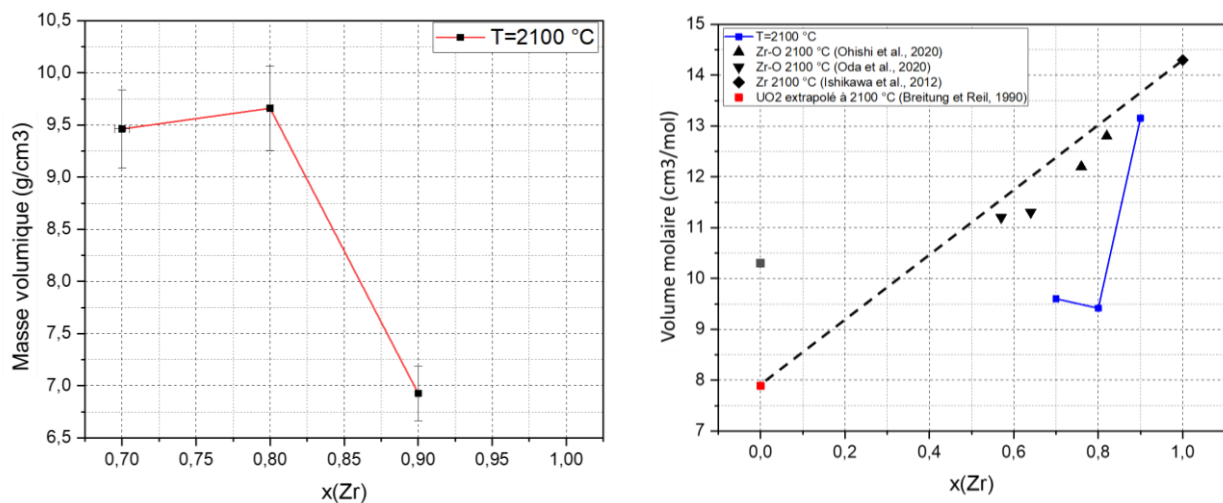 10,5
10,0
9,5
9,0
8,5
8,0
7,5
7,0
6,5
Masse volumique (g/cm3)
T=2100 °C
0,70 0,75 0,80 0,85 0,90 0,95 1,00
x(Zr)
15
14
13
12
11
10
9
8
7
Volume molaire (cm3/mol)
T=2100 °C
Zr-O 2100 °C (Ohishi et al., 2020)
Zr-O 2100 °C (Oda et al., 2020)
Zr 2100 °C (Ishikawa et al., 2012)
UO2 extrapolé à 2100 °C (Breitung et Reil, 1990)
0,0 0,2 0,4 0,6 0,8 1,0
x(Zr)